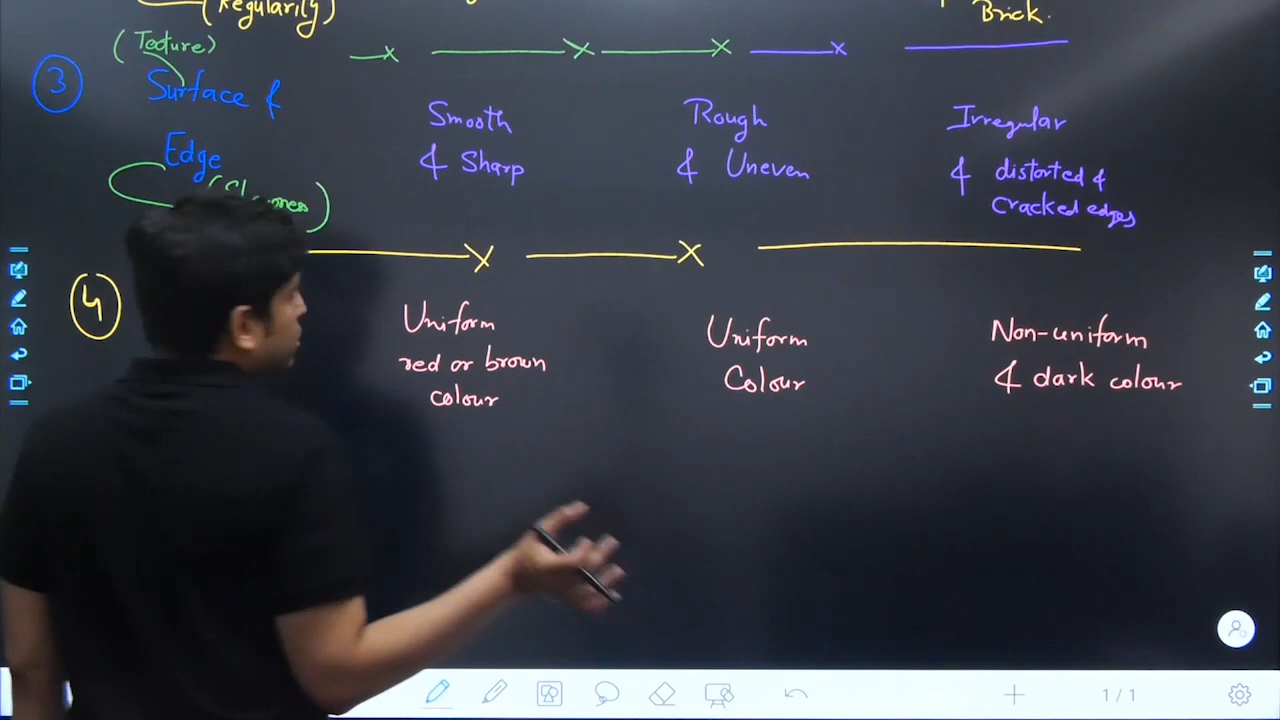 (Regularity)
Brick.
(Texture)
3
Surface &
Edge
Smooth
& Sharp
Rough
& Uneven
Irregular
& distorted &
cracked edges
4
Uniform
red or brown
colour
Uniform
Colour
Non-uniform
& dark colour
1/1